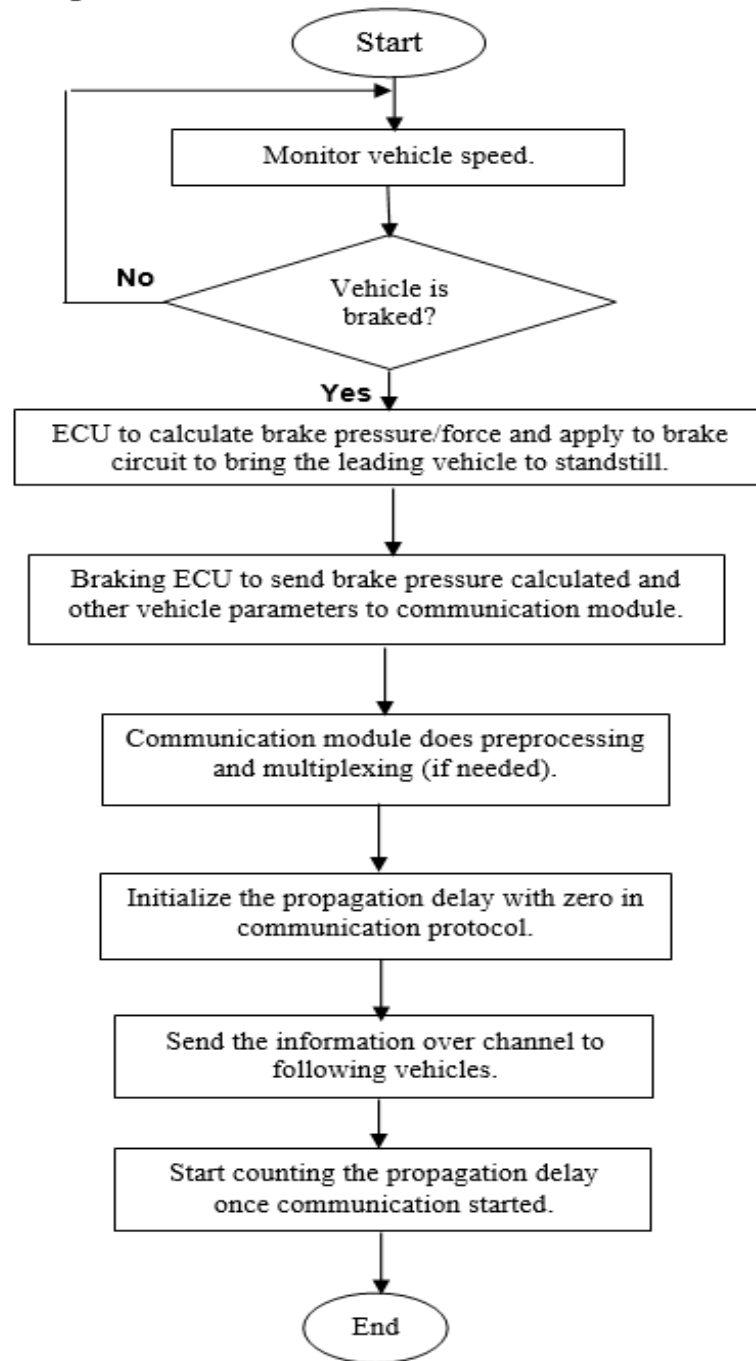 Start
Monitor vehicle speed.
No
Vehicle is
braked?
Yes
ECU to calculate brake pressure/force and apply to brake
circuit to bring the leading vehicle to standstill.
Braking ECU to send brake pressure calculated and
other vehicle parameters to communication module.
Communication module does preprocessing
and multiplexing (if needed).
Initialize the propagation delay with zero in
communication protocol.
Send the information over channel to
following vehicles.
Start counting the propagation delay
once communication started.
End